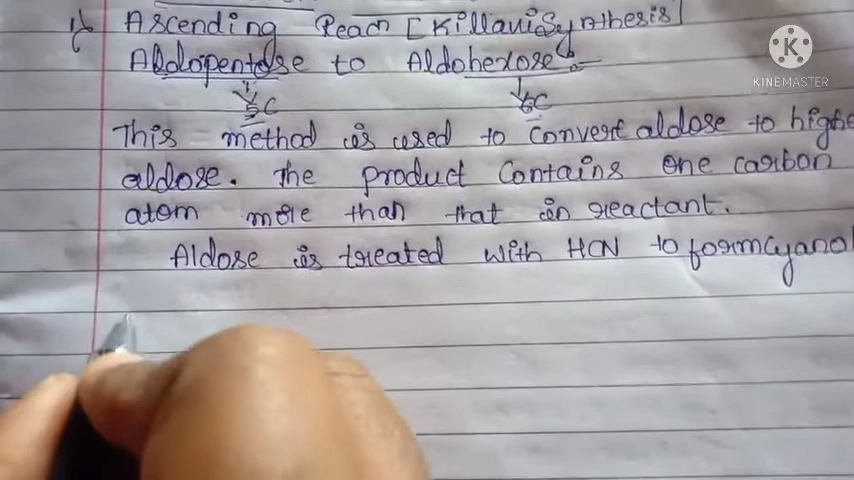 1) Ascending Reacn [Killani Synthesis]
Aldopentose to Aldohexose
5C 6C
This method is used to convert aldose to highe
aldose. The product contains one carbon
atom more than that in reactant.
Aldose is treated with HCN to form cyano
K
KINEMASTER